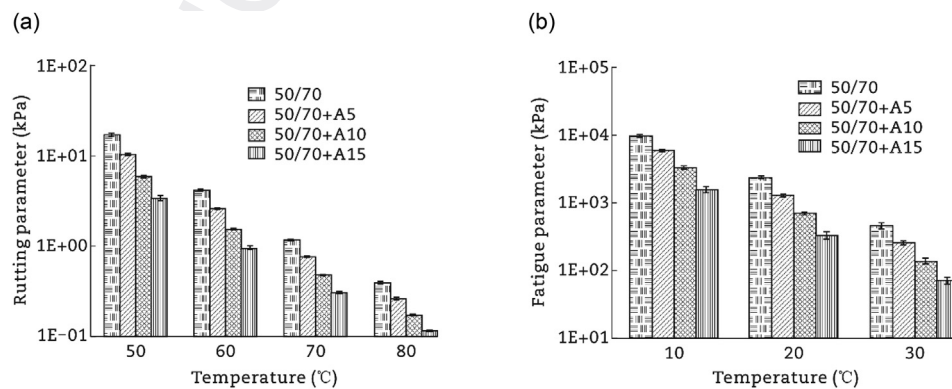 (a)
1E+02
1E+01
1E+00
1E−01
Rutting parameter (kPa)
50/70
50/70+A5
50/70+A10
50/70+A15
50 60 70 80
Temperature (℃)
(b)
1E+05
1E+04
1E+03
1E+02
1E+01
Fatigue parameter (kPa)
50/70
50/70+A5
50/70+A10
50/70+A15
10 20 30
Temperature (℃)